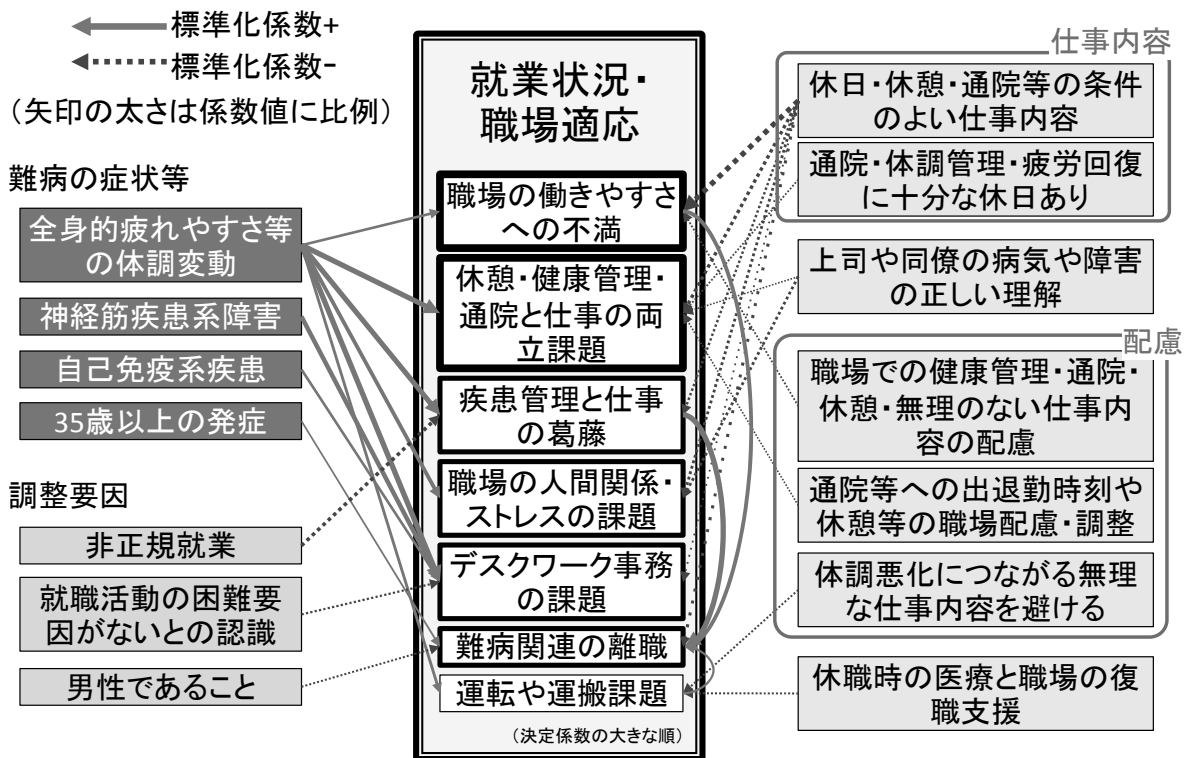 標準化係数+
標準化係数-
(矢印の太さは係数値に比例)
難病の症状等
全身的疲れやすさ等
の体調変動
神経筋疾患系障害
自己免疫系疾患
35歳以上の発症
調整要因
非正規就業
就職活動の困難要
因がないとの認識
男性であること
就業状況・
職場適応
職場の働きやすさ
への不満
休憩・健康管理・
通院と仕事の両
立課題
疾患管理と仕事
の葛藤
職場の人間関係・
ストレスの課題
デスクワーク事務
の課題
難病関連の離職
運転や運搬課題
(決定係数の大きな順)
仕事内容
休日・休憩・通院等の条件
のよい仕事内容
通院・体調管理・疲労回復
に十分な休日あり
上司や同僚の病気や障害
の正しい理解
配慮
職場での健康管理・通院・
休憩・無理のない仕事内
容の配慮
通院等への出退勤時刻や
休憩等の職場配慮・調整
体調悪化につながる無理
な仕事内容を避ける
休職時の医療と職場の復
職支援